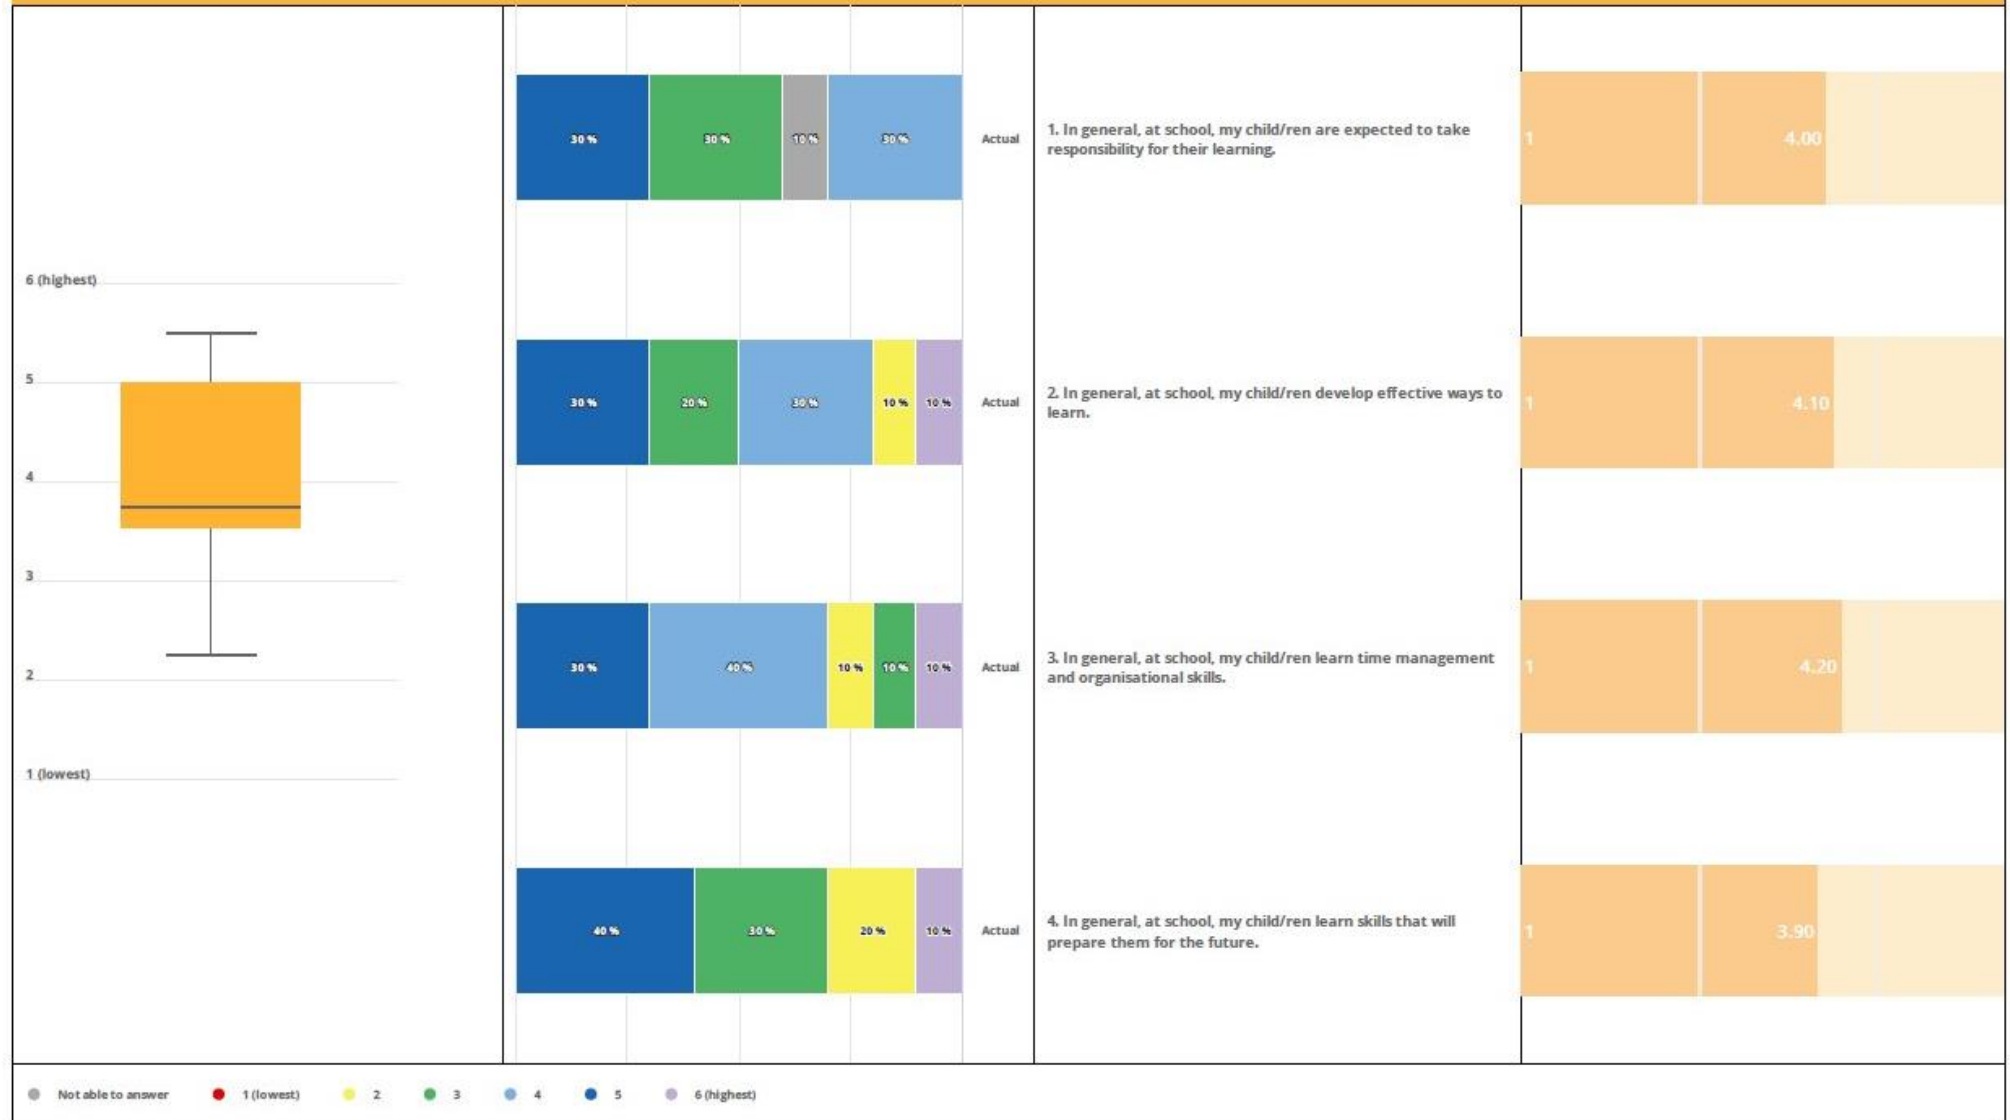 6 (highest)
5
4
3
2
1 (lowest)
30 %
30 %
10 %
30 %
Actual
1. In general, at school, my child/ren are expected to take
responsibility for their learning.
1
4.00
30 %
20 %
30 %
10 %
10 %
Actual
2. In general, at school, my child/ren develop effective ways to
learn.
1
4.10
30 %
40 %
10 %
10 %
10 %
Actual
3. In general, at school, my child/ren learn time management
and organisational skills.
1
4.20
40 %
30 %
20 %
10 %
Actual
4. In general, at school, my child/ren learn skills that will
prepare them for the future.
1
3.90
Not able to answer
1 (lowest)
2
3
4
5
6 (highest)